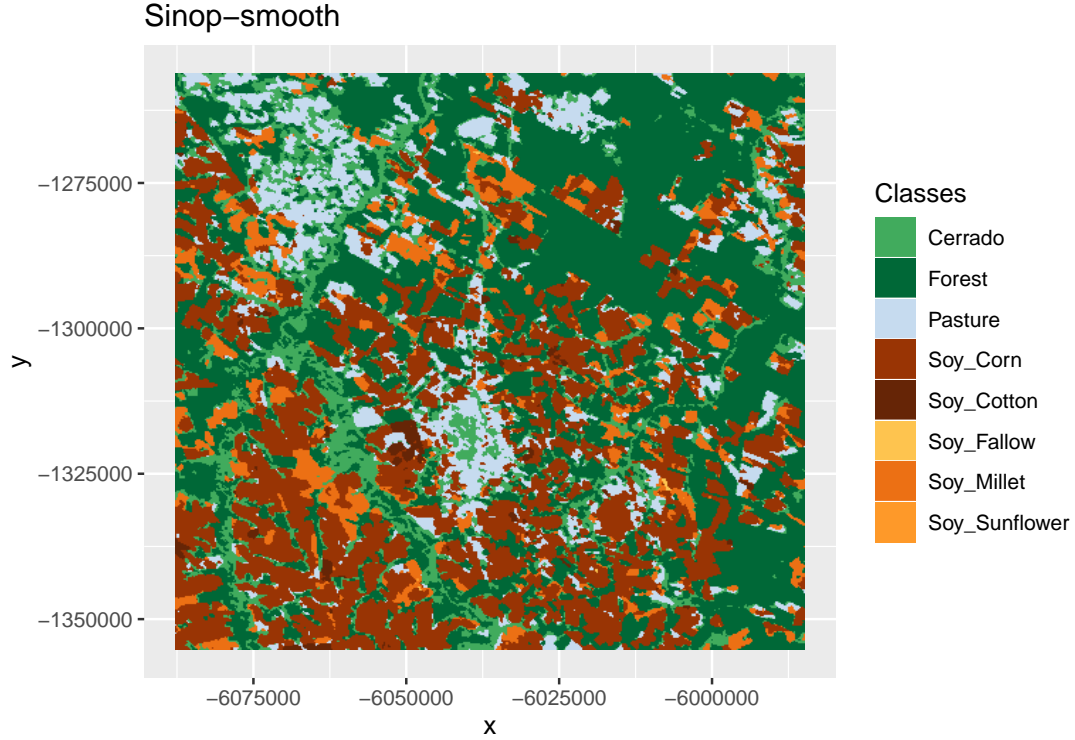 Sinop−smooth
−1275000
−1300000
−1325000
−1350000
y
−6075000 −6050000 −6025000 −6000000
x
Classes
Cerrado
Forest
Pasture
Soy_Corn
Soy_Cotton
Soy_Fallow
Soy_Millet
Soy_Sunflower